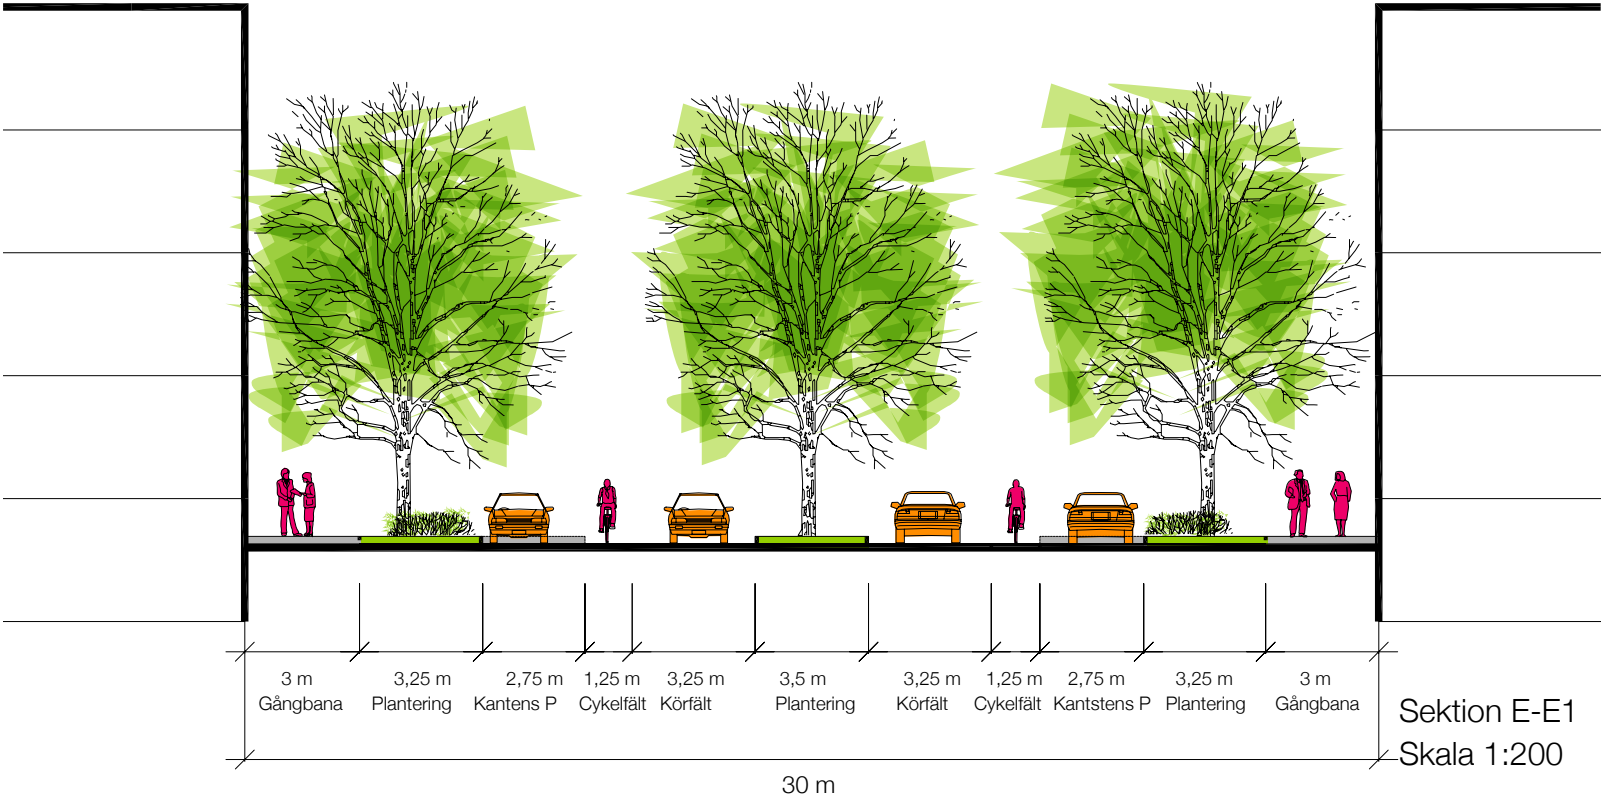 3 m 3,25 m 2,75 m 1,25 m 3,25 m 3,5 m 3,25 m 1,25 m 2,75 m 3,25 m 3 m
Gångbana Plantering Kantens P Cykelfält Körfält Plantering Körfält Cykelfält Kantstens P Plantering Gångbana
Sektion E-E1
Skala 1:200
30 m